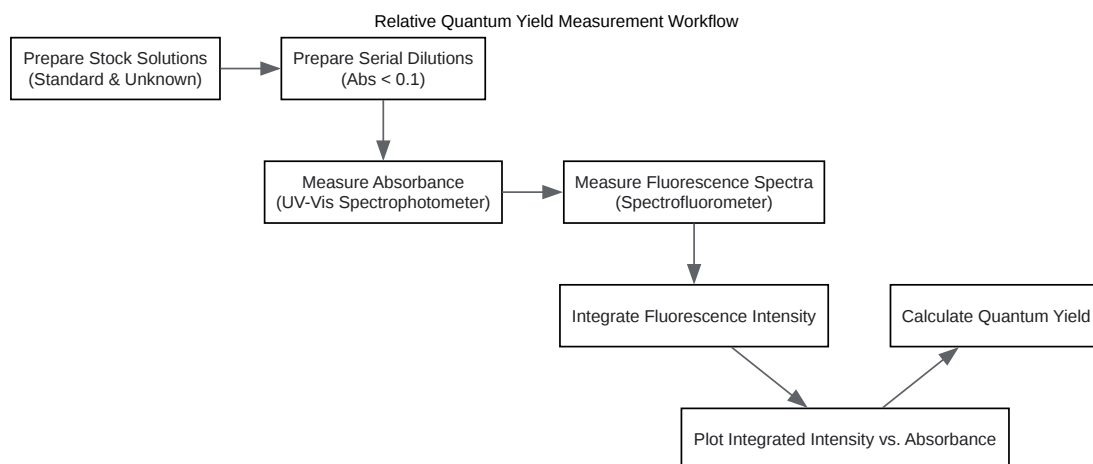 Relative Quantum Yield Measurement Workflow
Prepare Stock Solutions
(Standard & Unknown)
Prepare Serial Dilutions
(Abs < 0.1)
Measure Absorbance
(UV-Vis Spectrophotometer)
Measure Fluorescence Spectra
(Spectrofluorometer)
Integrate Fluorescence Intensity
Calculate Quantum Yield
Plot Integrated Intensity vs. Absorbance